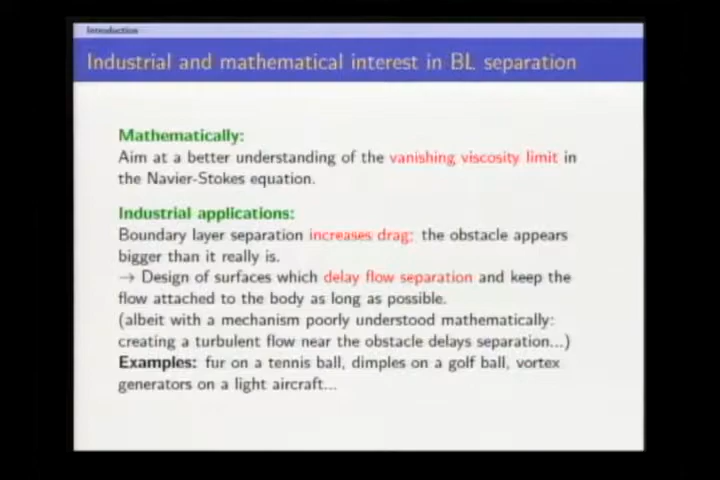 Introduction
Industrial and mathematical interest in BL separation
Mathematically:
Aim at a better understanding of the vanishing viscosity limit in
the Navier-Stokes equation.
Industrial applications:
Boundary layer separation increases drag: the obstacle appears
bigger than it really is.
→ Design of surfaces which delay flow separation and keep the
flow attached to the body as long as possible.
(albeit with a mechanism poorly understood mathematically:
creating a turbulent flow near the obstacle delays separation...)
Examples: fur on a tennis ball, dimples on a golf ball, vortex
generators on a light aircraft...